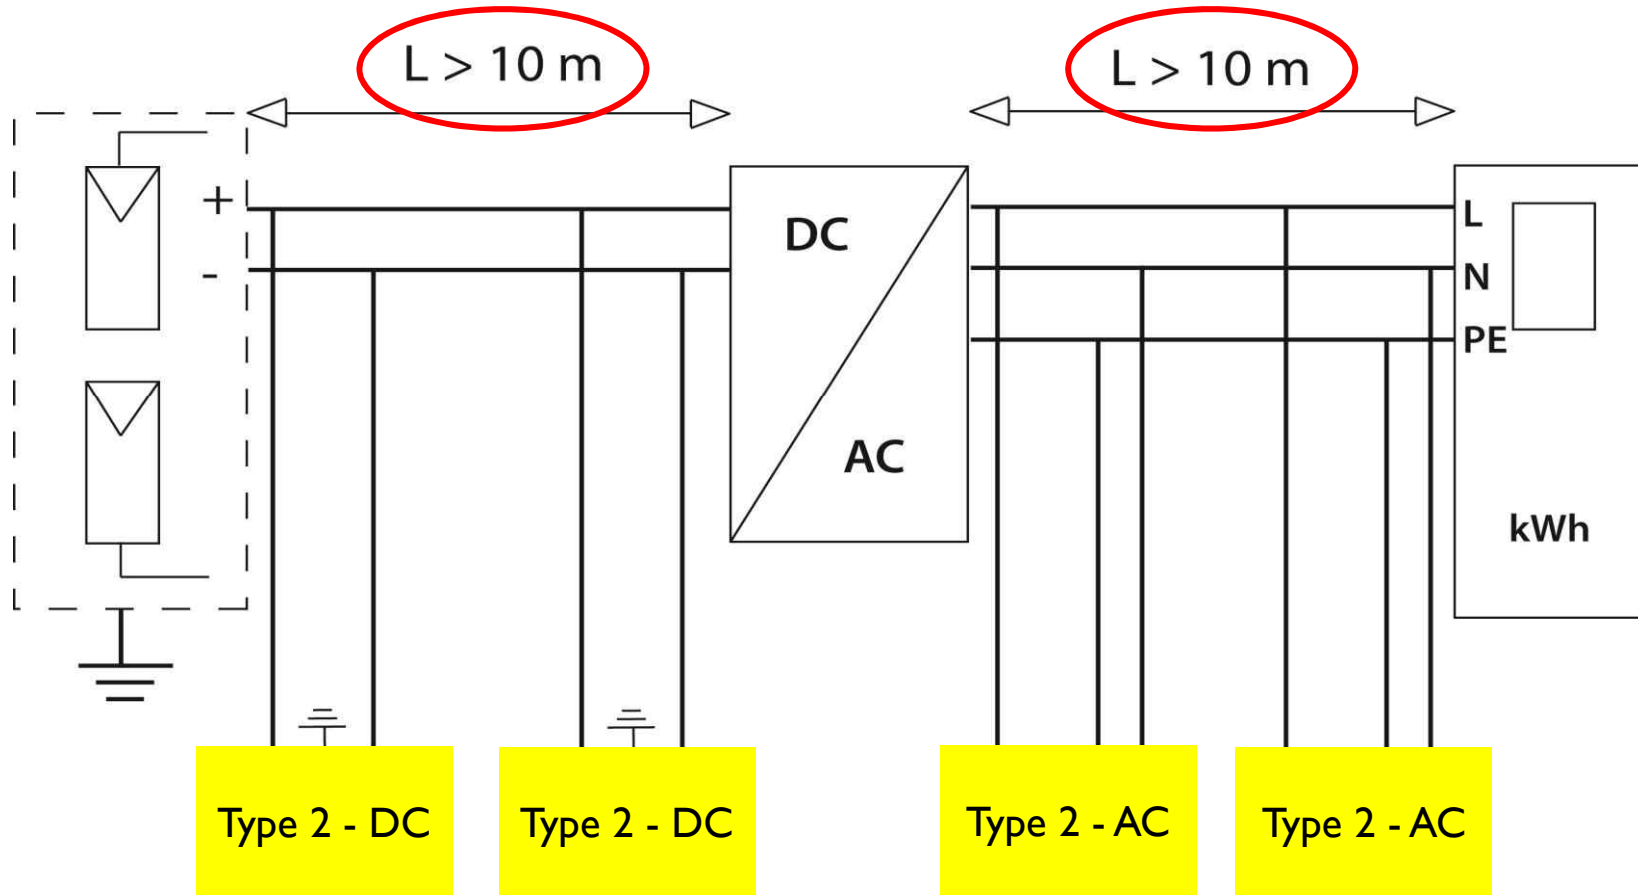 L > 10 m
L > 10 m
+
-
DC
AC
L
N
PE
kWh
Type 2 - DC
Type 2 - DC
Type 2 - AC
Type 2 - AC